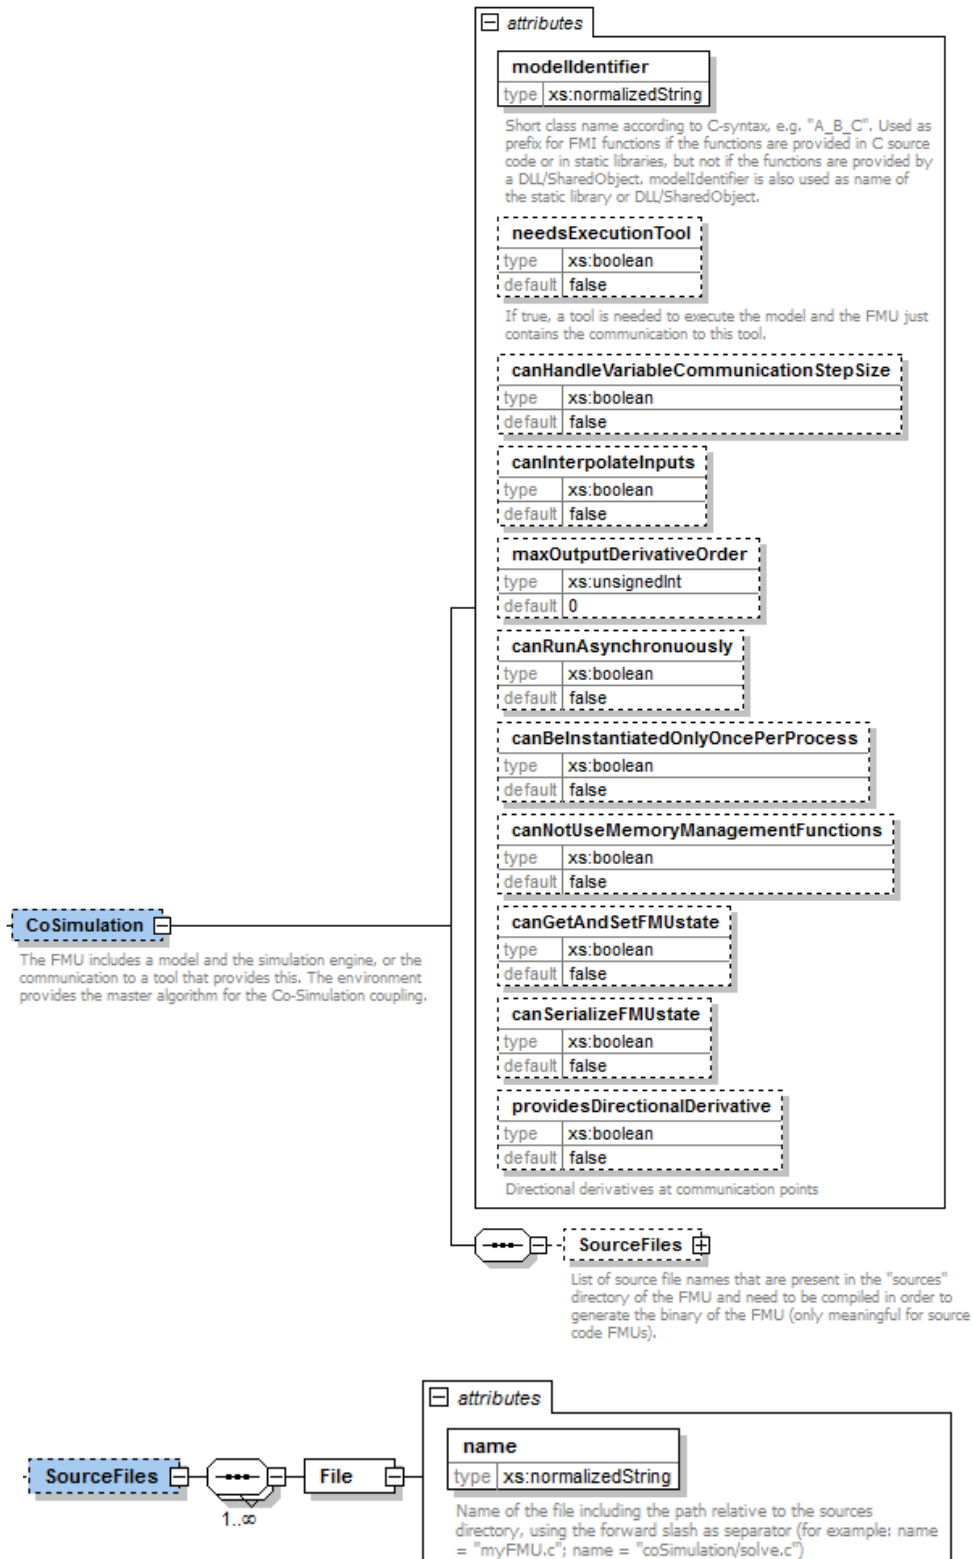 attributes
modelIdentifier
type xs:normalizedString
Short class name according to C-syntax, e.g. "A_B_C". Used as
prefix for FMI functions if the functions are provided in C source
code or in static libraries, but not if the functions are provided by
a DLL/SharedObject. modelIdentifier is also used as name of
the static library or DLL/SharedObject.
needsExecutionTool
type xs:boolean
default false
If true, a tool is needed to execute the model and the FMU just
contains the communication to this tool.
canHandleVariableCommunicationStepSize
type xs:boolean
default false
canInterpolateInputs
type xs:boolean
default false
maxOutputDerivativeOrder
type xs:unsignedInt
default 0
canRunAsynchronuously
type xs:boolean
default false
canBeInstantiatedOnlyOncePerProcess
type xs:boolean
default false
canNotUseMemoryManagementFunctions
type xs:boolean
default false
CoSimulation
The FMU includes a model and the simulation engine, or the
communication to a tool that provides this. The environment
provides the master algorithm for the Co-Simulation coupling.
canGetAndSetFMUstate
type xs:boolean
default false
canSerializeFMUstate
type xs:boolean
default false
providesDirectionalDerivative
type xs:boolean
default false
Directional derivatives at communication points
SourceFiles
List of source file names that are present in the "sources"
directory of the FMU and need to be compiled in order to
generate the binary of the FMU (only meaningful for source
code FMUs).
attributes
SourceFiles
1..∞
File
name
type xs:normalizedString
Name of the file including the path relative to the sources
directory, using the forward slash as separator (for example: name
= "myFMU.c"; name = "coSimulation/solve.c")